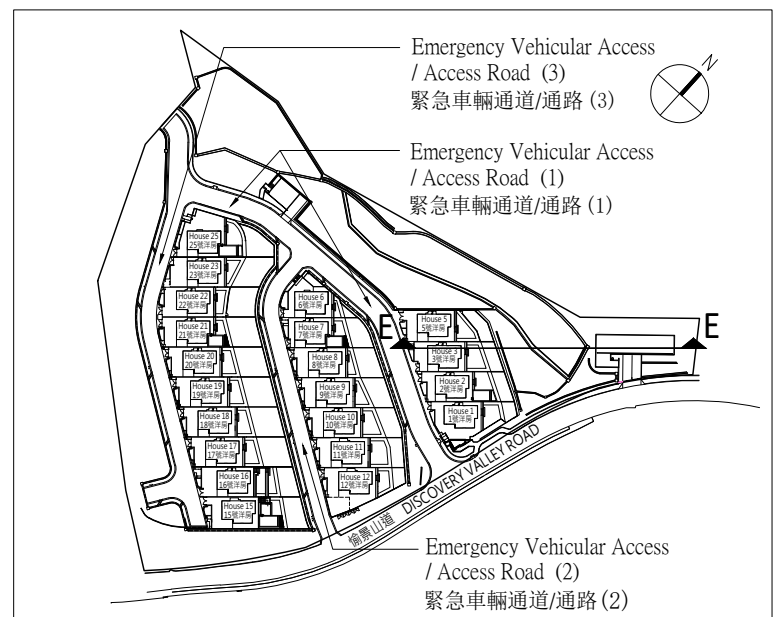 Emergency Vehicular Access
/ Access Road (3)
緊急車輛通道/通路 (3)
N
Emergency Vehicular Access
/ Access Road (1)
緊急車輛通道/通路 (1)
House 25
25號洋房
House 23
23號洋房
House 22
22號洋房
House 21
21號洋房
House 20
20號洋房
House 19
19號洋房
House 18
18號洋房
House 17
17號洋房
House 16
16號洋房
House 15
15號洋房
House 6
6號洋房
House 7
7號洋房
House 8
8號洋房
House 9
9號洋房
House 10
10號洋房
House 11
11號洋房
House 12
12號洋房
House 5
5號洋房
House 3
3號洋房
House 2
2號洋房
House 1
1號洋房
E
E
愉景山道 DISCOVERY VALLEY ROAD
Emergency Vehicular Access
/ Access Road (2)
緊急車輛通道/通路 (2)